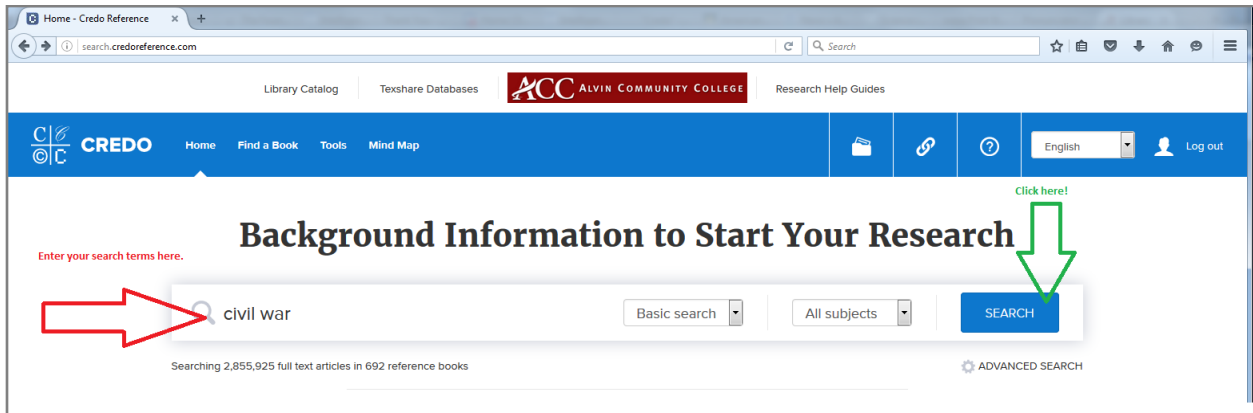 Home - Credo Reference
search.credoreference.com
Search
Library Catalog
Texshare Databases
ACC ALVIN COMMUNITY COLLEGE
Research Help Guides
C C © C CREDO
Home
Find a Book
Tools
Mind Map
English
Log out
Click here!
Background Information to Start Your Research
Enter your search terms here.
civil war
Basic search
All subjects
SEARCH
Searching 2,855,925 full text articles in 692 reference books
ADVANCED SEARCH